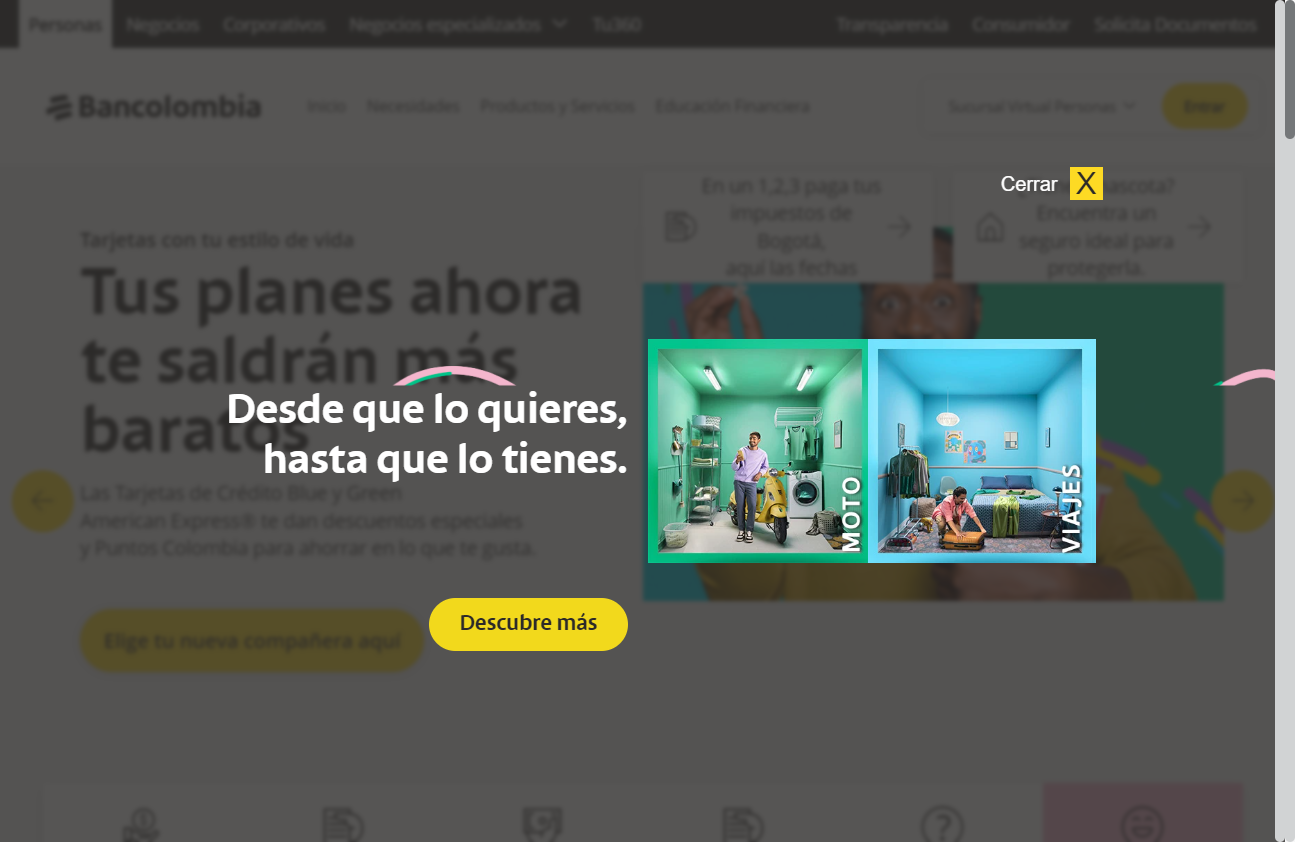 Personas Negocios Corporativos Negocios especializados Tu360 Transparencia Consumidor Solicita Documentos
Bancolombia Inicio Necesidades Productos y Servicios Educación Financiera Sucursal Virtual Personas Entrar
Cerrar X
En un 1,2,3 paga tus
impuestos de
Bogotá,
aquí las fechas
mascota?
Encuentra un
seguro ideal para
protegerla.
Tarjetas con tu estilo de vida
Tus planes ahora
te saldrán más
baratos
Desde que lo quieres,
hasta que lo tienes.
MOTO
VIAJES
Las Tarjetas de Crédito Blue y Green
American Express te dan descuentos especiales
y Puntos Colombia para ahorrar en lo que te gusta.
Descubre más
Elige tu nueva compañera aquí